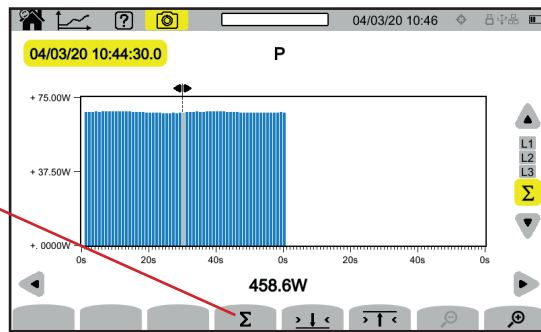 ? 04/03/20 10:46
04/03/20 10:44:30.0 P
+ 75.00W
+ 37.50W
+. 0000W
0s 20s 40s 0s 20s 40s 0s
L1
L2
L3
Σ
458.6W
Σ